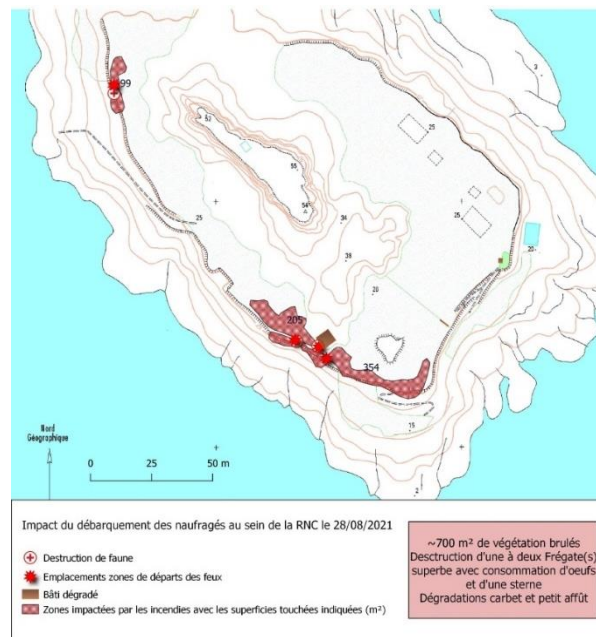 3
99
52
55
54
34
38
25
25
25
25
28
205
354
15
2
Nord
Géographique
0 25 50 m
Impact du débarquement des naufragés au sein de la RNC le 28/08/2021
Destruction de faune
Emplacements zones de départs des feux
Bâti dégradé
Zones impactées par les incendies avec les superficies touchées indiquées (m²)
~700 m² de végétation brulés
Desctruction d'une à deux Frégate(s)
superbe avec consommation d'oeufs
et d'une sterne
Dégradations carbet et petit affût